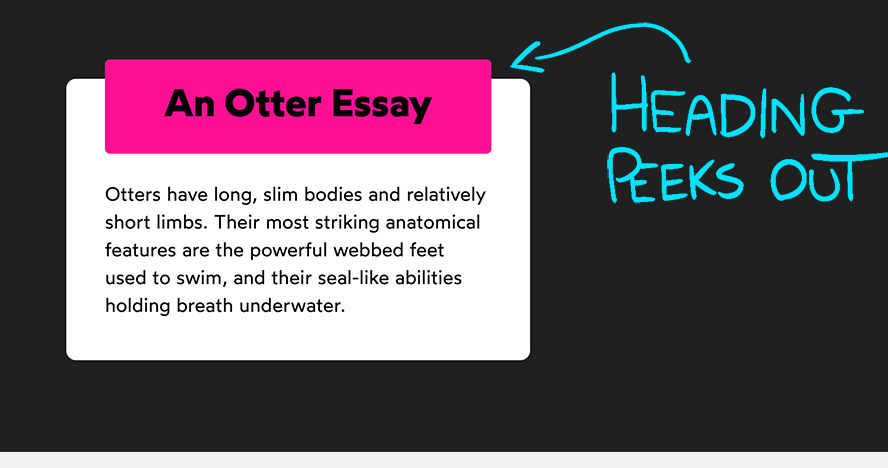 An Otter Essay
Otters have long, slim bodies and relatively
short limbs. Their most striking anatomical
features are the powerful webbed feet
used to swim, and their seal-like abilities
holding breath underwater.
HEADING
PEEKS OUT